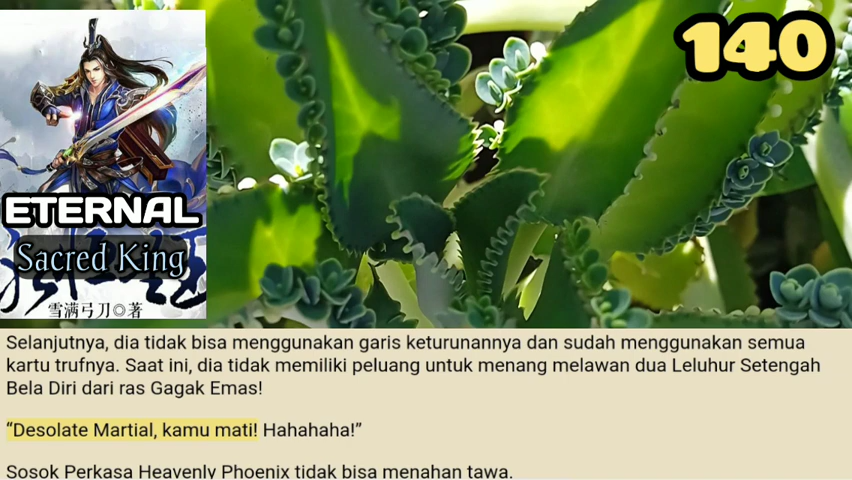 140
ETERNAL
Sacred King
雪满弓刀◎著
Selanjutnya, dia tidak bisa menggunakan garis keturunannya dan sudah menggunakan semua
kartu trufnya. Saat ini, dia tidak memiliki peluang untuk menang melawan dua Leluhur Setengah
Bela Diri dari ras Gagak Emas!
“Desolate Martial, kamu mati! Hahahaha!”
Sosok Perkasa Heavenly Phoenix tidak bisa menahan tawa.